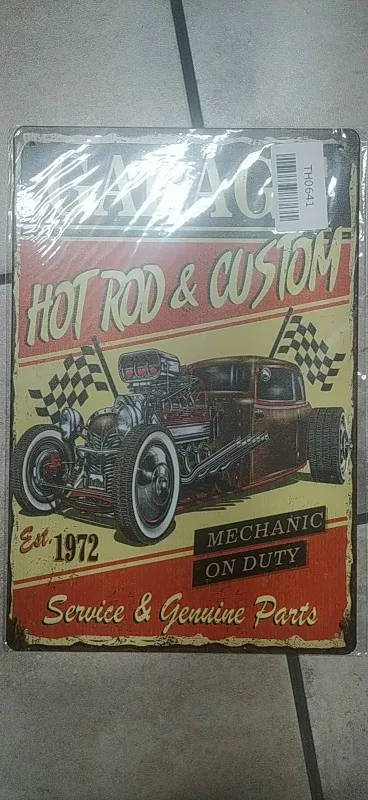 GARAGE
TH0641
HOT ROD & CUSTOM
Est. 1972
MECHANIC
ON DUTY
Service & Genuine Parts